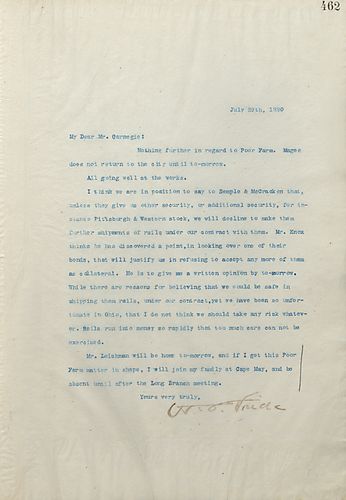 462
July 29th, 1890
My Dear Mr. Carnegie:
Nothing further in regard to Poor Farm. Magee
does not return to the city until to-morrow.
All going well at the works.
I think we are in position to say to Semple & McCracken that,
unless they give us other security, or additional security, for in-
stance Pittsburgh & Western stock, we will decline to make them
further shipments of rails under our contract with them. Mr. Knox
thinks he has discovered a point, in looking over one of their
bonds, that will justify us in refusing to accept any more of them
as collateral. He is to give me a written opinion by to-morrow.
While there are reasons for believing that we would be safe in
shipping them rails, under our contract, yet we have been so unfor-
tunate in Ohio, that I do not think we should take any risk whatev-
er. Rails run into money so rapidly that too much care can not be
exercised.
Mr. Leishman will be home to-morrow, and if I get this Poor
Farm matter in shape, I will join my family at Cape May, and be
absent until after the Long Branch meeting.
Yours very truly,
H. C. Frick